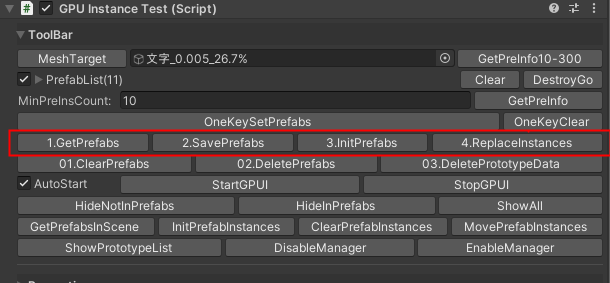 # GPU Instance Test (Script)
ToolBar
MeshTarget 文字_0.005_26.7% GetPreInfo10-300
PrefabList(11) Clear DestroyGo
MinPreInsCount: 10 GetPreInfo
OneKeySetPrefabs OneKeyClear
1.GetPrefabs 2.SavePrefabs 3.InitPrefabs 4.ReplaceInstances
01.ClearPrefabs 02.DeletePrefabs 03.DeletePrototypeData
AutoStart StartGPUI StopGPUI
HideNotInPrefabs HideInPrefabs ShowAll
GetPrefabsInScene InitPrefabInstances ClearPrefabInstances MovePrefabInstances
ShowPrototypeList DisableManager EnableManager